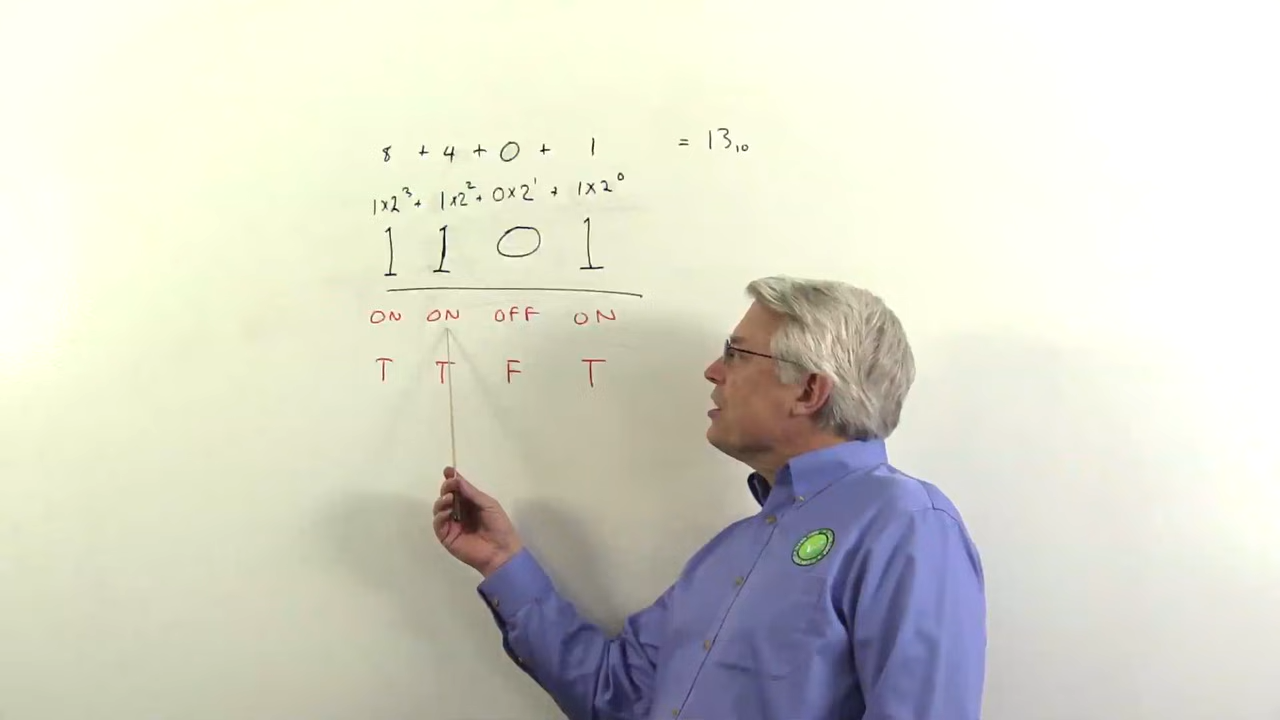 8 + 4 + 0 + 1 = 13₁₀
1x2³ + 1x2² + 0x2¹ + 1x2⁰
1 1 0 1
ON ON OFF ON
T T F T